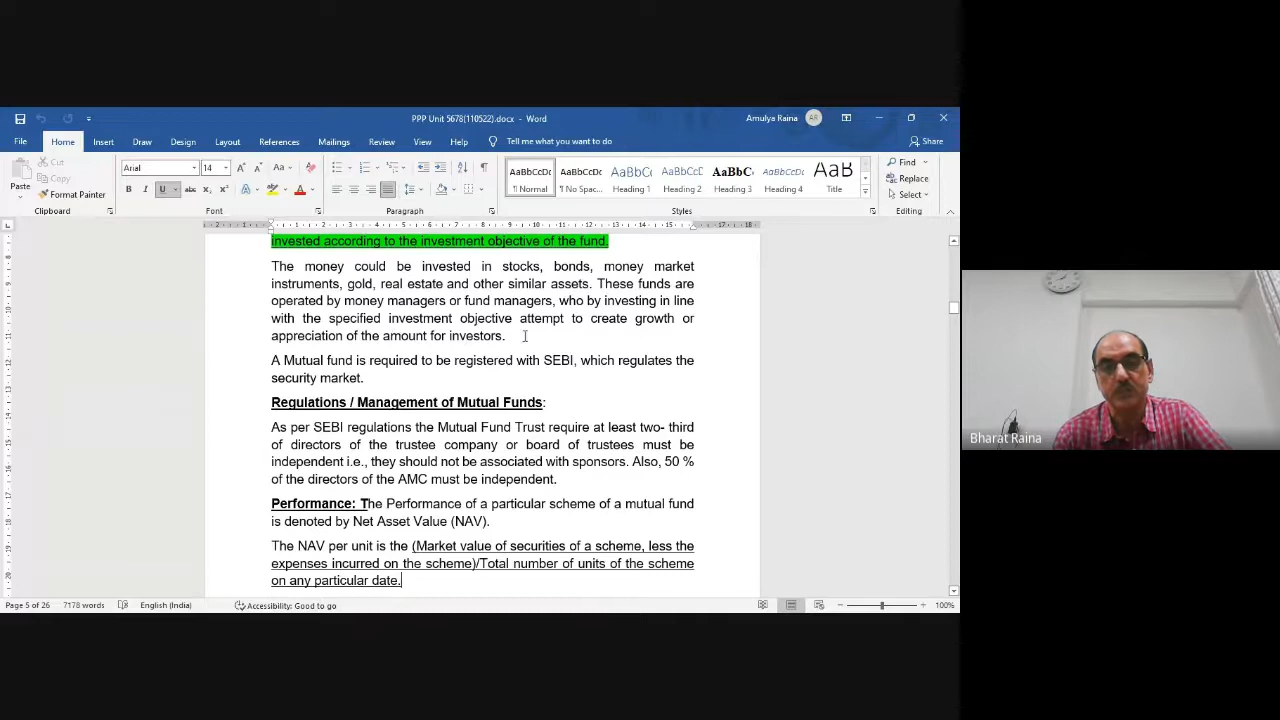 PPP Unit 5678(110522).docx - Word
Amulya Raina
AR
File Home Insert Draw Design Layout References Mailings Review View Help Tell me what you want to do Share
Paste
Cut
Copy
Format Painter
Clipboard
Arial 14
Aa
B I U abc x₂ x²
Font
Paragraph
AaBbCcDc AaBbCcDc AaBbCc AaBbCcD AaBbC AaBbCcDc AaB
¶ Normal ¶ No Spac... Heading 1 Heading 2 Heading 3 Heading 4 Title
Styles
Find
Replace
Select
Editing
invested according to the investment objective of the fund.
The money could be invested in stocks, bonds, money market
instruments, gold, real estate and other similar assets. These funds are
operated by money managers or fund managers, who by investing in line
with the specified investment objective attempt to create growth or
appreciation of the amount for investors.
A Mutual fund is required to be registered with SEBI, which regulates the
security market.
Regulations / Management of Mutual Funds:
As per SEBI regulations the Mutual Fund Trust require at least two- third
of directors of the trustee company or board of trustees must be
independent i.e., they should not be associated with sponsors. Also, 50 %
of the directors of the AMC must be independent.
Performance: The Performance of a particular scheme of a mutual fund
is denoted by Net Asset Value (NAV).
The NAV per unit is the (Market value of securities of a scheme, less the
expenses incurred on the scheme)/Total number of units of the scheme
on any particular date.
Page 5 of 26 7178 words English (India) Accessibility: Good to go 100%
Bharat Raina